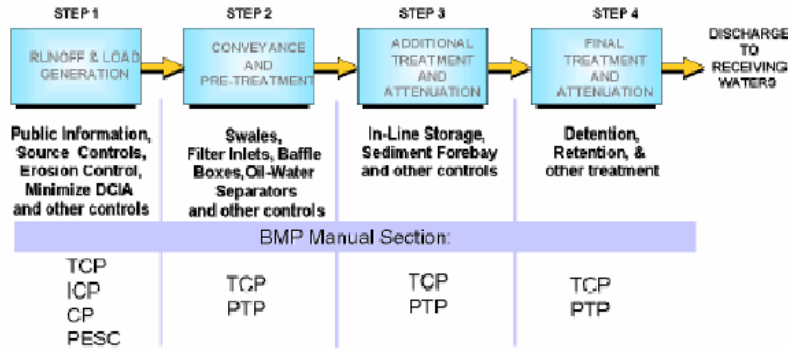 STEP 1
STEP 2
STEP 3
STEP 4
RUNOFF & LOAD
GENERATION
CONVEYANCE
AND
PRE-TREATMENT
ADDITIONAL
TREATMENT
AND
ATTENUATION
FINAL
TREATMENT
AND
ATTENUATION
DISCHARGE
TO
RECEIVING
WATERS
Public Information,
Source Controls,
Erosion Control,
Minimize DCIA
and other controls
Swales,
Filter Inlets, Baffle
Boxes,Oil-Water
Separators
and other controls
In-Line Storage,
Sediment Forebay
and other controls
Detention,
Retention, &
other treatment
BMP Manual Section:
TCP
ICP
CP
PESC
TCP
PTP
TCP
PTP
TCP
PTP